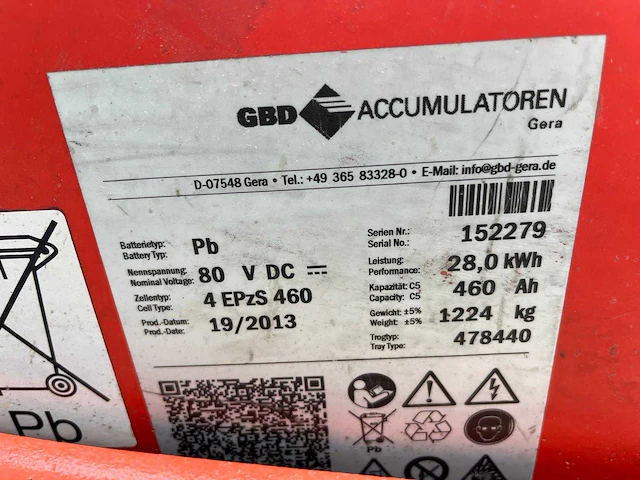 GBD ACCUMULATOREN
Gera
D-07548 Gera • Tel.: +49 365 83328-0 • E-Mail: info@gbd-gera.de
Batterietyp: Pb
Battery Typ:
Nennspannung: 80 V DC
Nominal Voltage:
Zellentyp: 4 EPzS 460
Cell Type:
Prod.-Datum: 19/2013
Prod.-Date:
Serien Nr.: 152279
Serial No.:
Leistung: 28,0 kWh
Performance:
Kapazität: C5 460 Ah
Capacity: C5
Gewicht: ±5% 1224 kg
Weight: ±5%
Trogtyp: 478440
Tray Type:
Pb
Pb